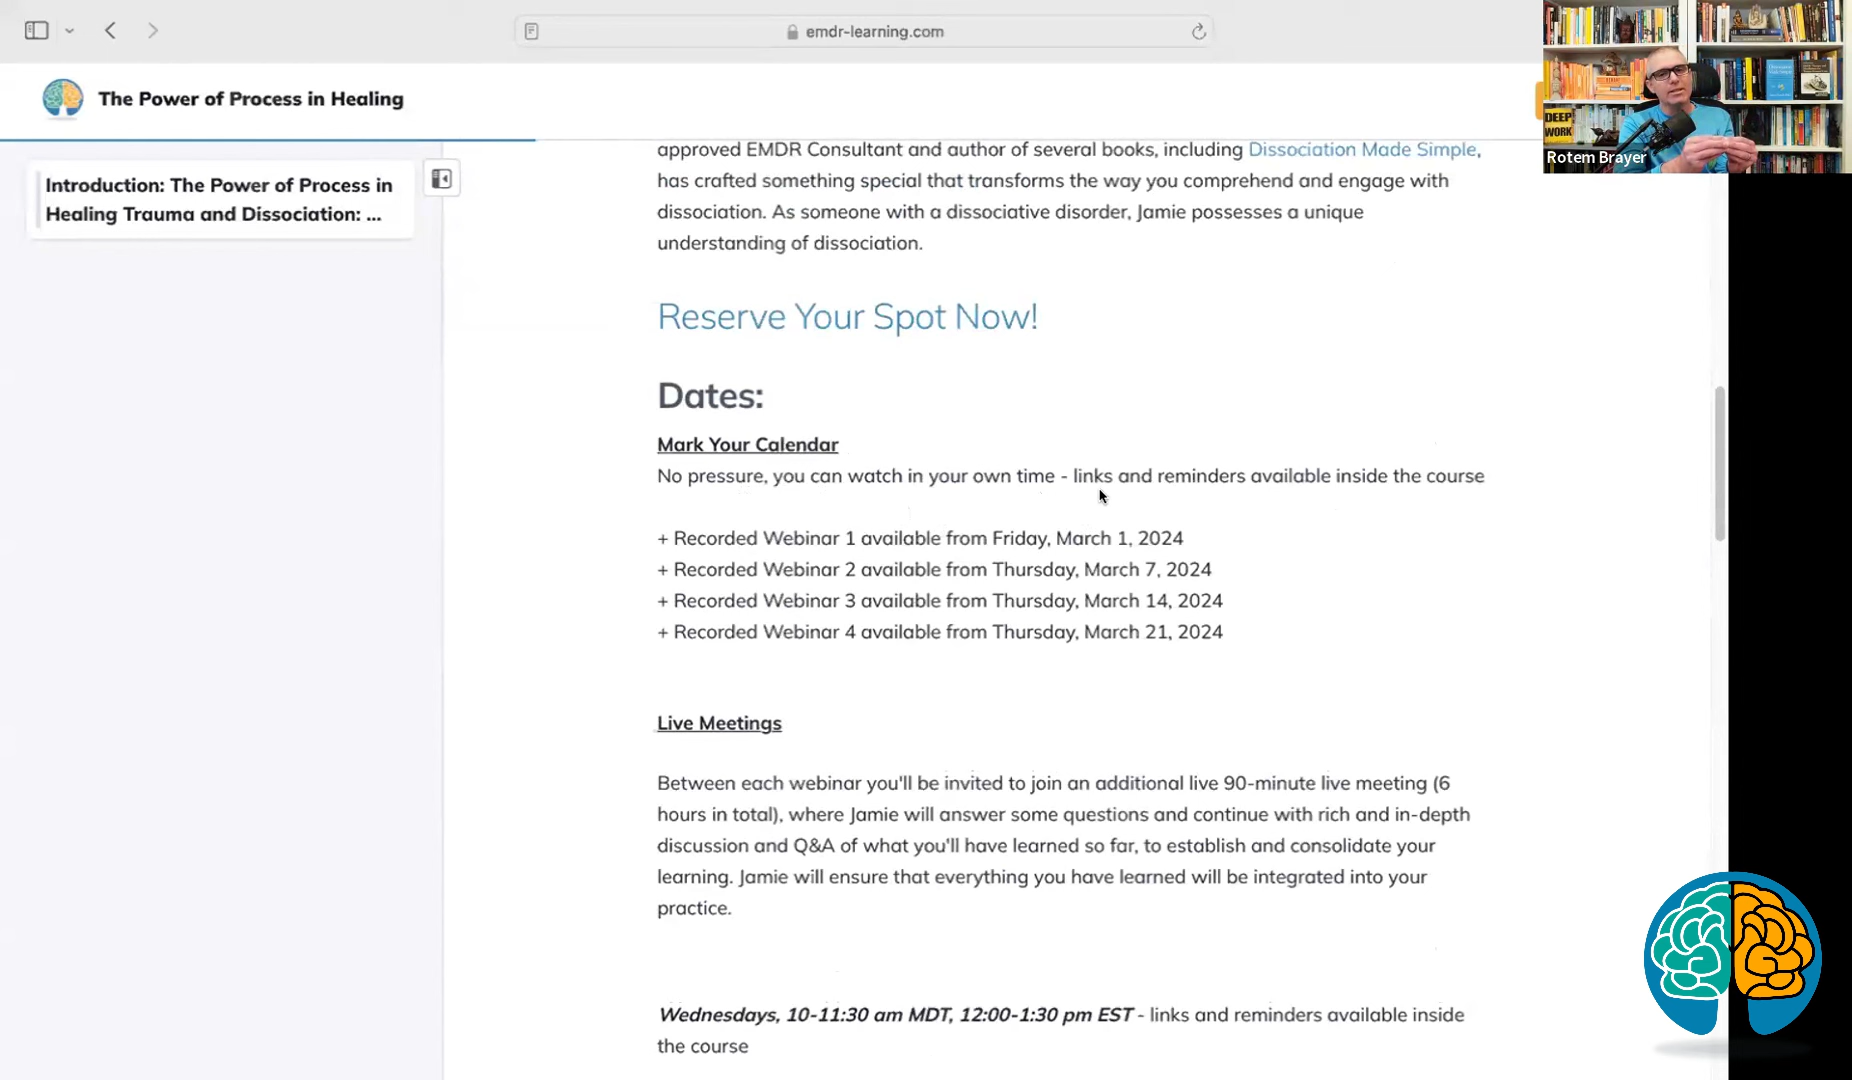 emdr-learning.com
The Power of Process in Healing
DEEP
WORK
Rotem Brayer
Introduction: The Power of Process in
Healing Trauma and Dissociation: ...
approved EMDR Consultant and author of several books, including Dissociation Made Simple,
has crafted something special that transforms the way you comprehend and engage with
dissociation. As someone with a dissociative disorder, Jamie possesses a unique
understanding of dissociation.
Reserve Your Spot Now!
Dates:
Mark Your Calendar
No pressure, you can watch in your own time - links and reminders available inside the course
+ Recorded Webinar 1 available from Friday, March 1, 2024
+ Recorded Webinar 2 available from Thursday, March 7, 2024
+ Recorded Webinar 3 available from Thursday, March 14, 2024
+ Recorded Webinar 4 available from Thursday, March 21, 2024
Live Meetings
Between each webinar you'll be invited to join an additional live 90-minute live meeting (6
hours in total), where Jamie will answer some questions and continue with rich and in-depth
discussion and Q&A of what you'll have learned so far, to establish and consolidate your
learning. Jamie will ensure that everything you have learned will be integrated into your
practice.
Wednesdays, 10-11:30 am MDT, 12:00-1:30 pm EST - links and reminders available inside
the course